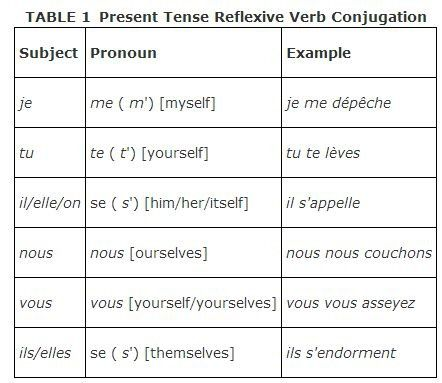 TABLE 1 Present Tense Reflexive Verb Conjugation
Subject Pronoun Example
je me ( m') [myself] je me dépêche
tu te ( t') [yourself] tu te lèves
il/elle/on se ( s') [him/her/itself] il s'appelle
nous nous [ourselves] nous nous couchons
vous vous [yourself/yourselves] vous vous asseyez
ils/elles se ( s') [themselves] ils s'endorment